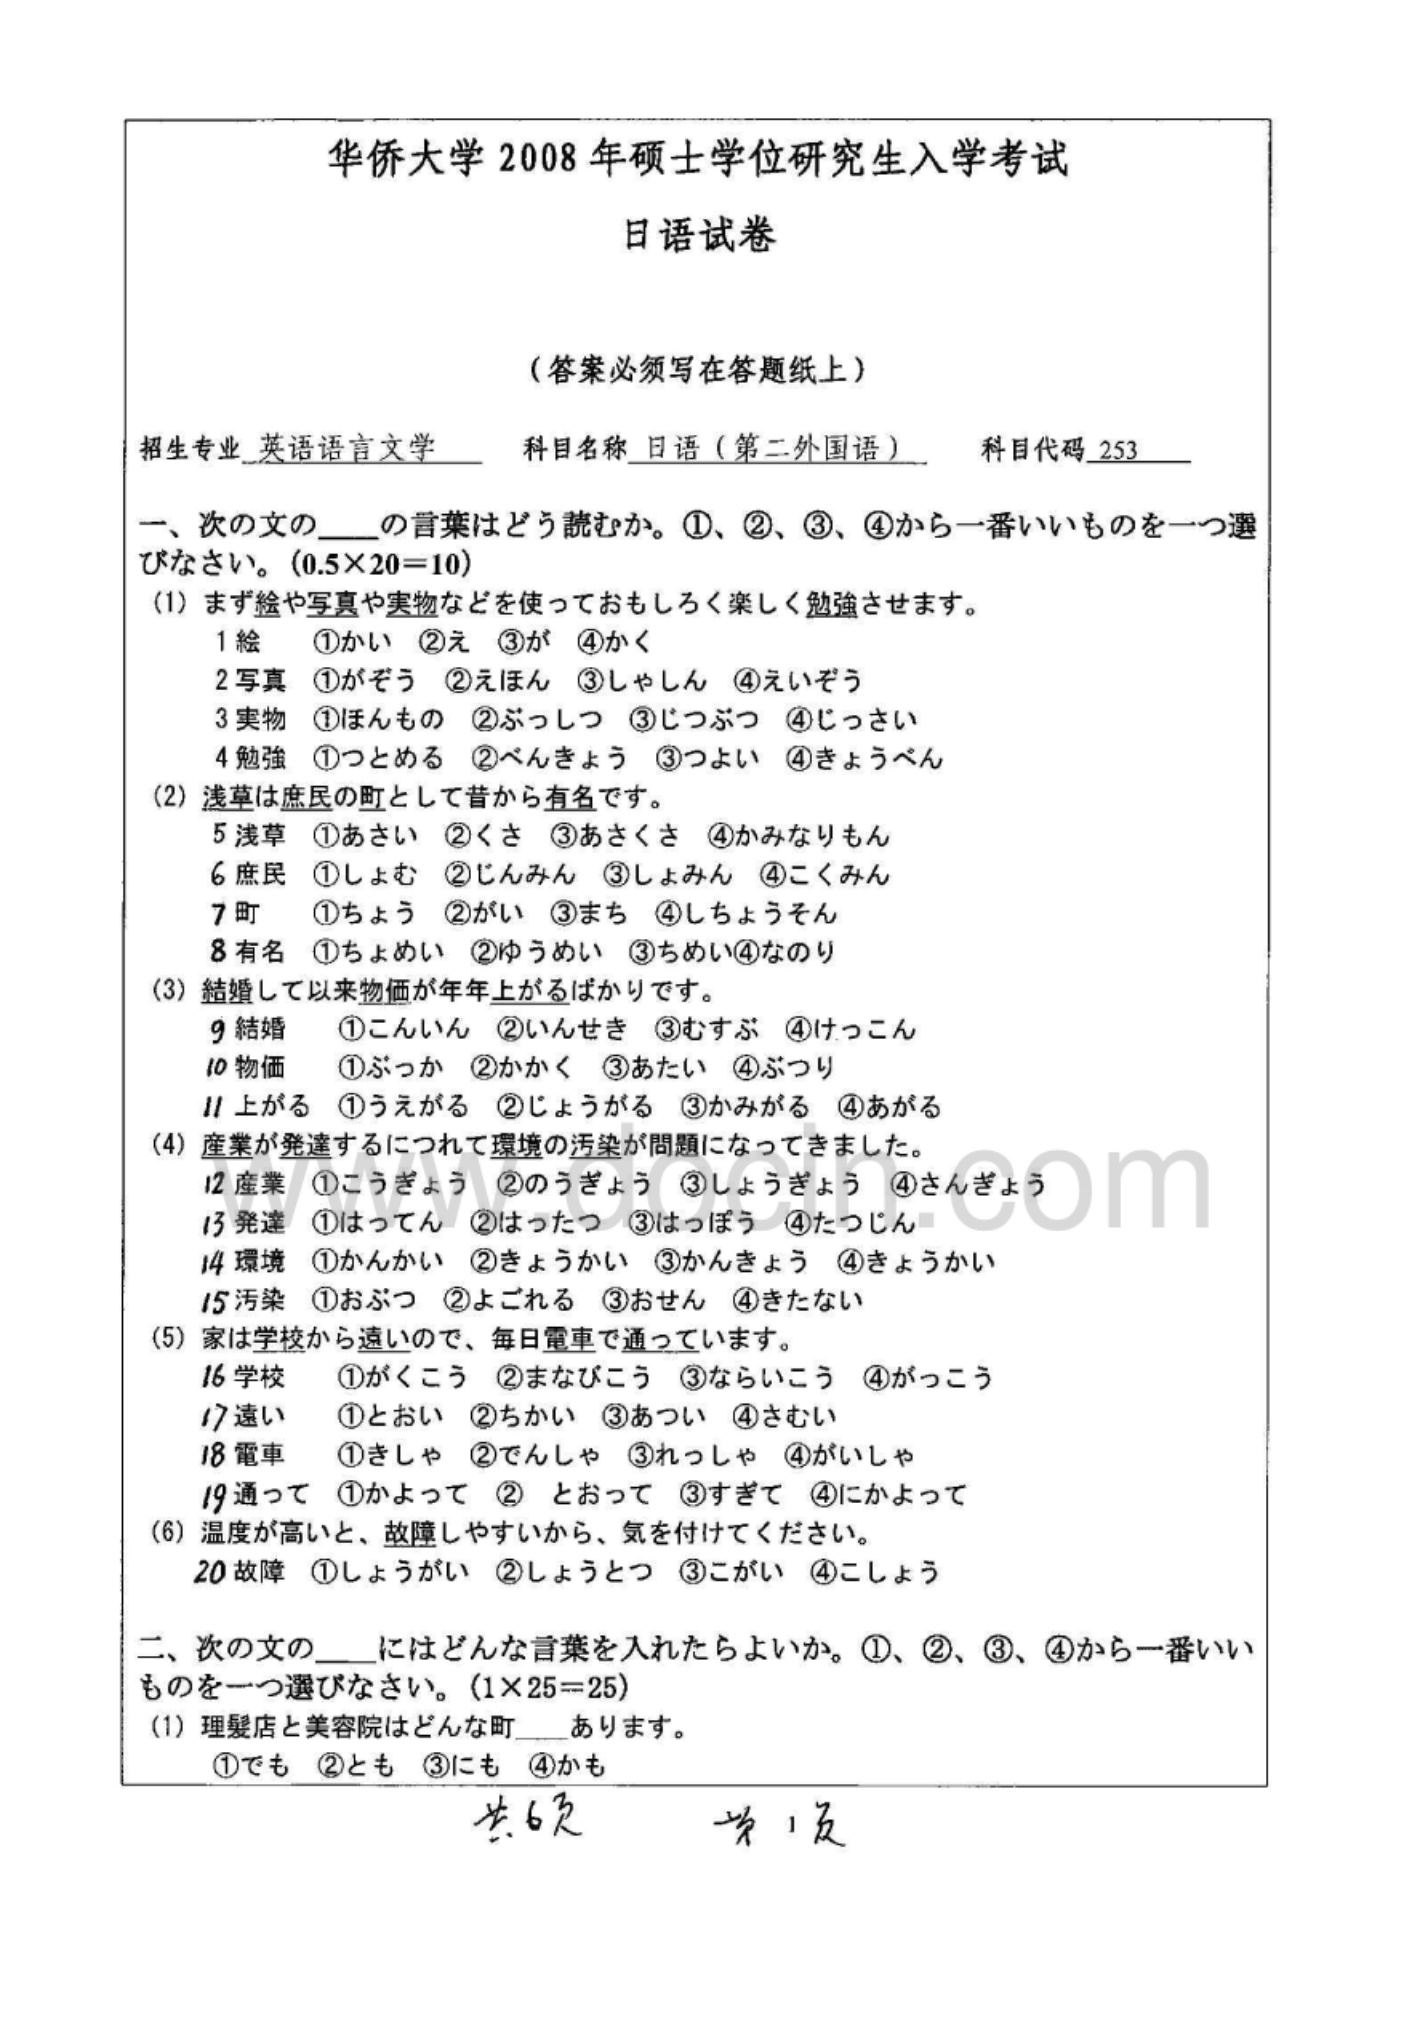 华侨大学 2008 年硕士学位研究生入学考试
日语试卷
（答案必须写在答题纸上）
招生专业 英语语言文学 科目名称 日语（第二外国语） 科目代码 253
一、次の文の____の言葉はどう読むか。①、②、③、④から一番いいものを一つ選
びなさい。（0.5×20＝10）
（1）まず絵や写真や実物などを使っておもしろく楽しく勉強させます。
1 絵 ①かい ②え ③が ④かく
2 写真 ①がぞう ②えほん ③しゃしん ④えいぞう
3 実物 ①ほんもの ②ぶっしつ ③じつぶつ ④じっさい
4 勉強 ①つとめる ②べんきょう ③つよい ④きょうべん
（2）浅草は庶民の町として昔から有名です。
5 浅草 ①あさい ②くさ ③あさくさ ④かみなりもん
6 庶民 ①しょむ ②じんみん ③しょみん ④こくみん
7 町 ①ちょう ②がい ③まち ④しちょうそん
8 有名 ①ちょめい ②ゆうめい ③ちめい④なのり
（3）結婚して以来物価が年年上がるばかりです。
9 結婚 ①こんいん ②いんせき ③むすぶ ④けっこん
10 物価 ①ぶっか ②かかく ③あたい ④ぶつり
11 上がる ①うえがる ②じょうがる ③かみがる ④あがる
（4）産業が発達するにつれて環境の汚染が問題になってきました。
12 産業 ①こうぎょう ②のうぎょう ③しょうぎょう ④さんぎょう
13 発達 ①はってん ②はったつ ③はっぽう ④たつじん
14 環境 ①かんかい ②きょうかい ③かんきょう ④きょうかい
15 汚染 ①おぶつ ②よごれる ③おせん ④きたない
（5）家は学校から遠いので、毎日電車で通っています。
16 学校 ①がくこう ②まなびこう ③ならいこう ④がっこう
17 遠い ①とおい ②ちかい ③あつい ④さむい
18 電車 ①きしゃ ②でんしゃ ③れっしゃ ④がいしゃ
19 通って ①かよって ② とおって ③すぎて ④にかよって
（6）温度が高いと、故障しやすいから、気を付けてください。
20 故障 ①しょうがい ②しょうとつ ③こがい ④こしょう
二、次の文の____にはどんな言葉を入れたらよいか。①、②、③、④から一番いい
ものを一つ選びなさい。（1×25＝25）
（1）理髪店と美容院はどんな町____あります。
①でも ②とも ③にも ④かも
共6页 第1页
www.docin.com